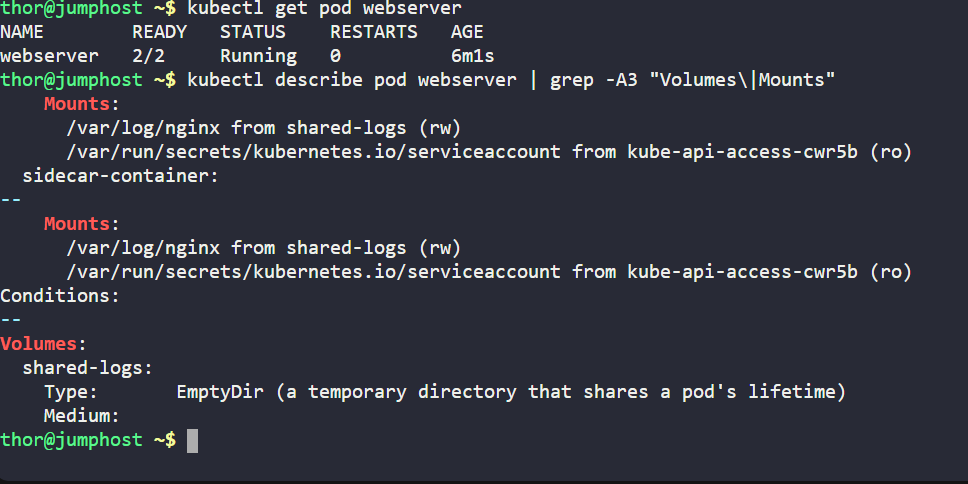 thor@jumphost ~$ kubectl get pod webserver
NAME        READY   STATUS    RESTARTS   AGE
webserver   2/2     Running   0          6m1s
thor@jumphost ~$ kubectl describe pod webserver | grep -A3 "Volumes\|Mounts"
    Mounts:
      /var/log/nginx from shared-logs (rw)
      /var/run/secrets/kubernetes.io/serviceaccount from kube-api-access-cwr5b (ro)
  sidecar-container:
--
    Mounts:
      /var/log/nginx from shared-logs (rw)
      /var/run/secrets/kubernetes.io/serviceaccount from kube-api-access-cwr5b (ro)
Conditions:
--
Volumes:
  shared-logs:
    Type:       EmptyDir (a temporary directory that shares a pod's lifetime)
    Medium:
thor@jumphost ~$